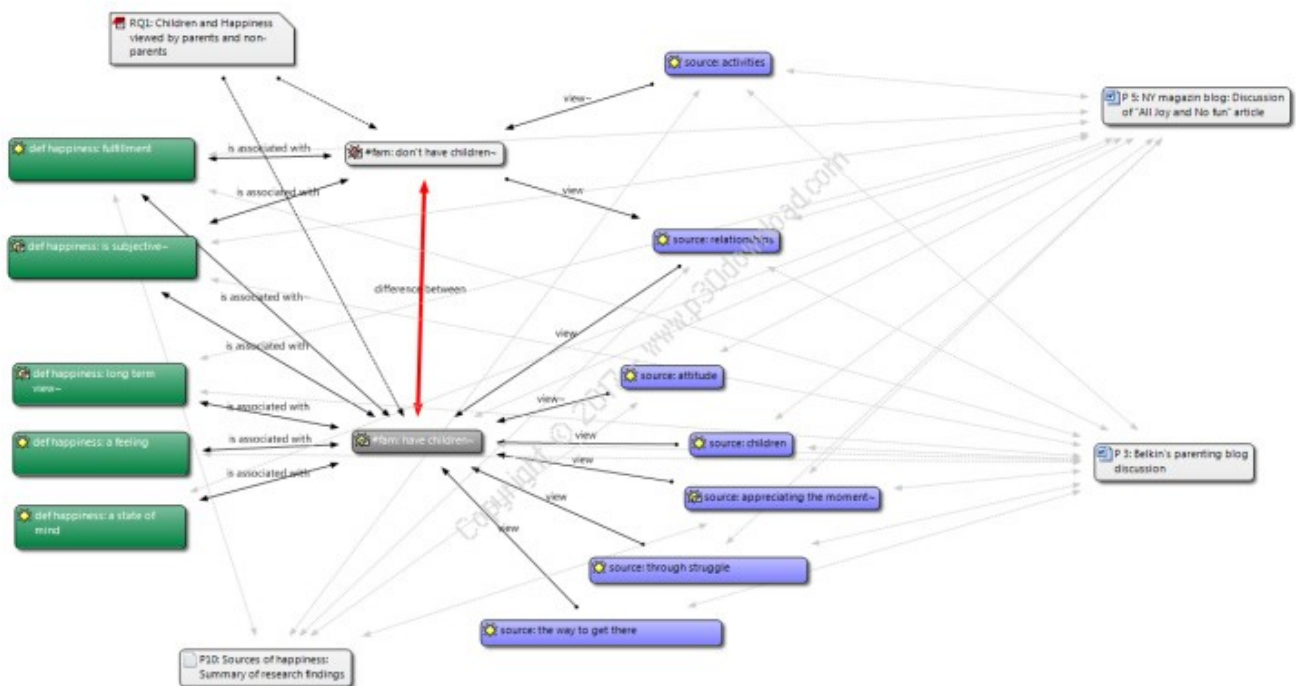 RQ1: Children and Happiness
viewed by parents and non-
parents
source: activities
view~
P 5: NY magazin blog: Discussion
of "All Joy and No fun" article
def happiness: fulfillment
is associated with
#fam: don't have children~
is associated with
view
def happiness: is subjective~
source: relationships
difference between
is associated with~
view
is associated with
def happiness: long term
view~
source: attitude
is associated with
view~
def happiness: a feeling
is associated with
#fam: have children~
view
source: children
P 3: Belkin's parenting blog
discussion
view
is associated with
source: appreciating the moment~
view
def happiness: a state of
mind
view
source: through struggle
source: the way to get there
P10: Sources of happiness:
Summary of research findings
Copyright © 2017 - www.p30download.com